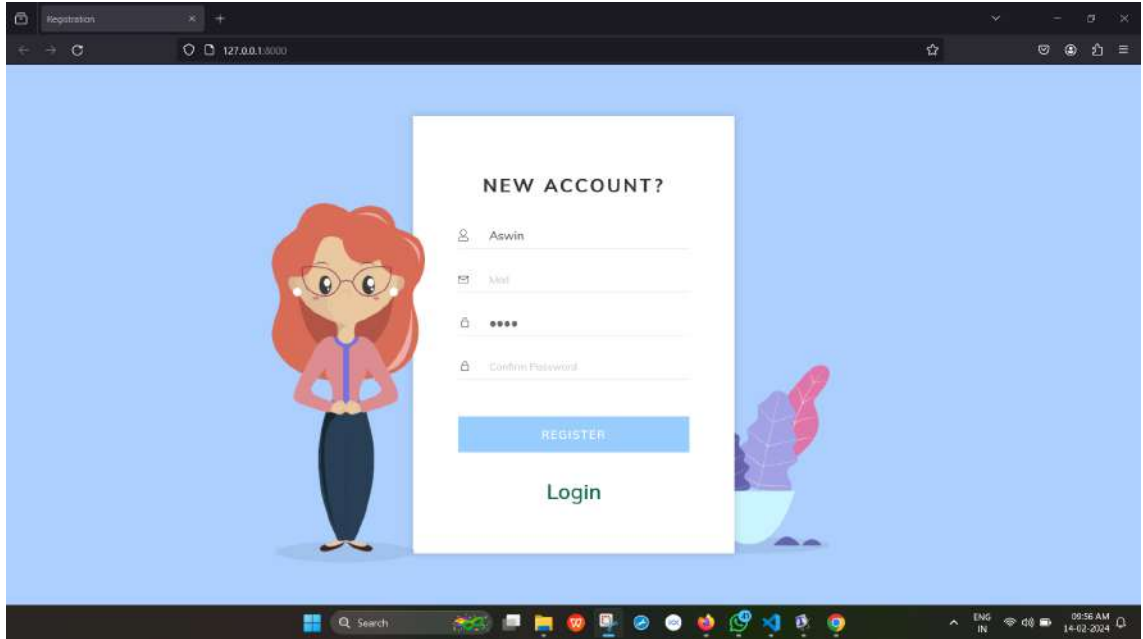 Registration
127.0.0.1:8000
NEW ACCOUNT?
Aswin
Mail
Confirm Password
REGISTER
Login
Search
ENG
IN
09:56 AM
14-02-2024